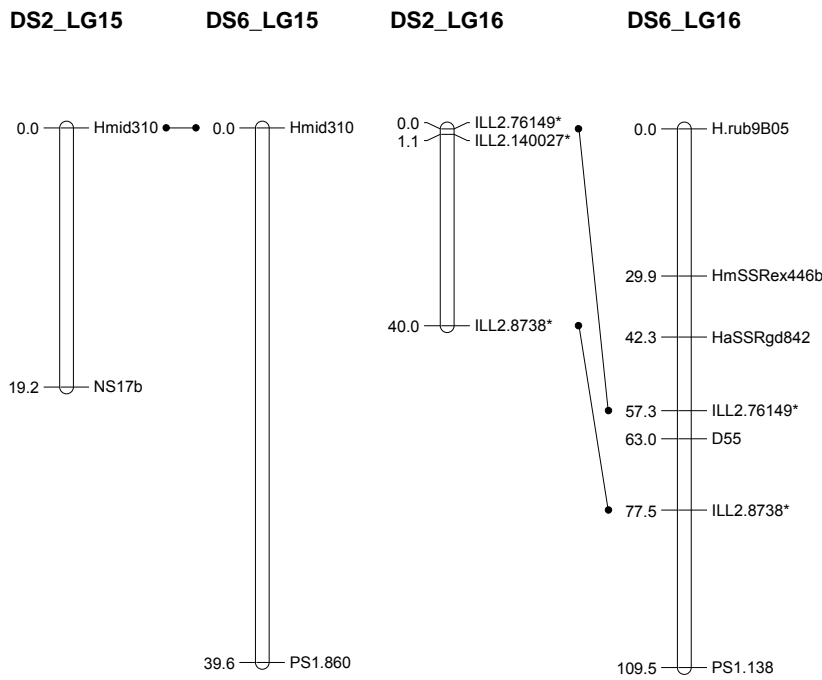 DS2_LG15 DS6_LG15 DS2_LG16 DS6_LG16
0.0 Hmid310
19.2 NS17b
0.0 Hmid310
39.6 PS1.860
0.0 ILL2.76149*
1.1 ILL2.140027*
40.0 ILL2.8738*
0.0 H.rub9B05
29.9 HmSSRex446b
42.3 HaSSRgd842
57.3 ILL2.76149*
63.0 D55
77.5 ILL2.8738*
109.5 PS1.138